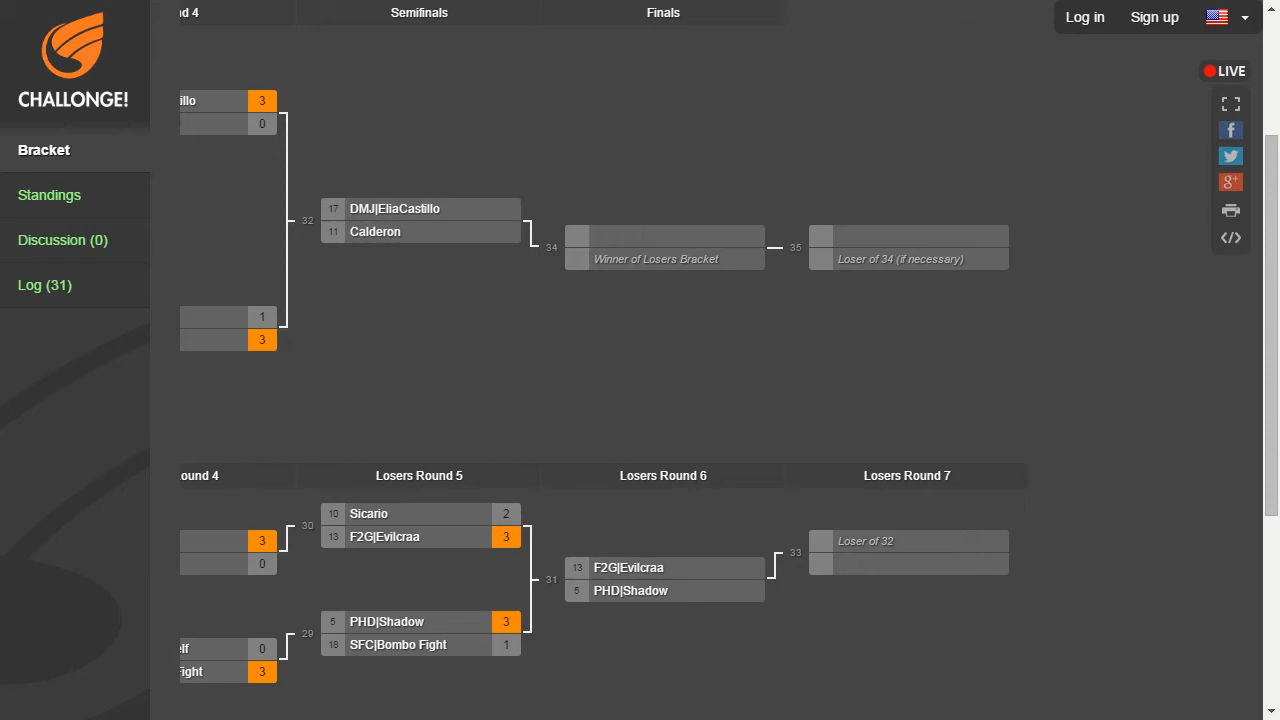 nd 4
Semifinals
Finals
Log in
Sign up
LIVE
CHALLONGE!
Bracket
Standings
Discussion (0)
Log (31)
illo 3
0
32
17 DMJ|EliaCastillo
11 Calderon
34
Winner of Losers Bracket
35
Loser of 34 (if necessary)
1
3
ound 4
Losers Round 5
Losers Round 6
Losers Round 7
3
0
30
10 Sicario 2
13 F2G|Evilcraa 3
31
13 F2G|Evilcraa
5 PHD|Shadow
33
Loser of 32
elf 0
Fight 3
29
5 PHD|Shadow 3
18 SFC|Bombo Fight 1
f
g+